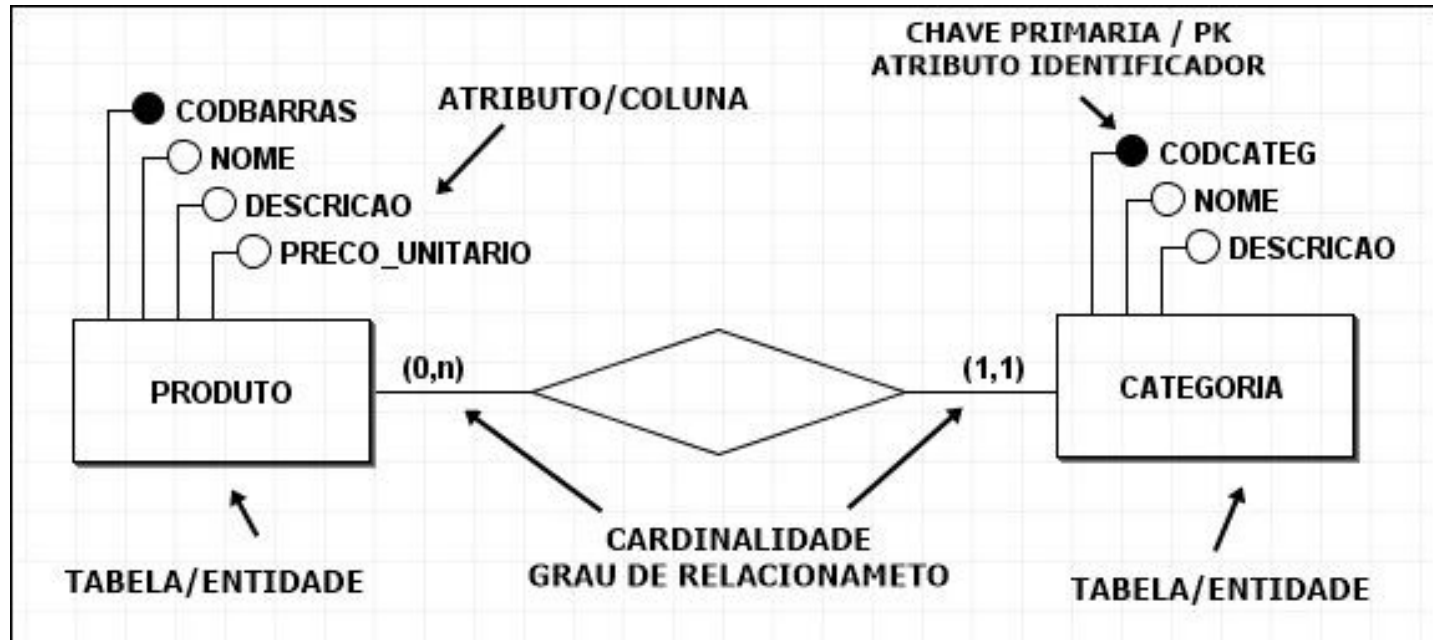 CHAVE PRIMARIA / PK
ATRIBUTO IDENTIFICADOR
ATRIBUTO/COLUNA
CODBARRAS
NOME
DESCRICAO
PRECO_UNITARIO
CODCATEG
NOME
DESCRICAO
PRODUTO
(0,n)
(1,1)
CATEGORIA
CARDINALIDADE
GRAU DE RELACIONAMETO
TABELA/ENTIDADE
TABELA/ENTIDADE